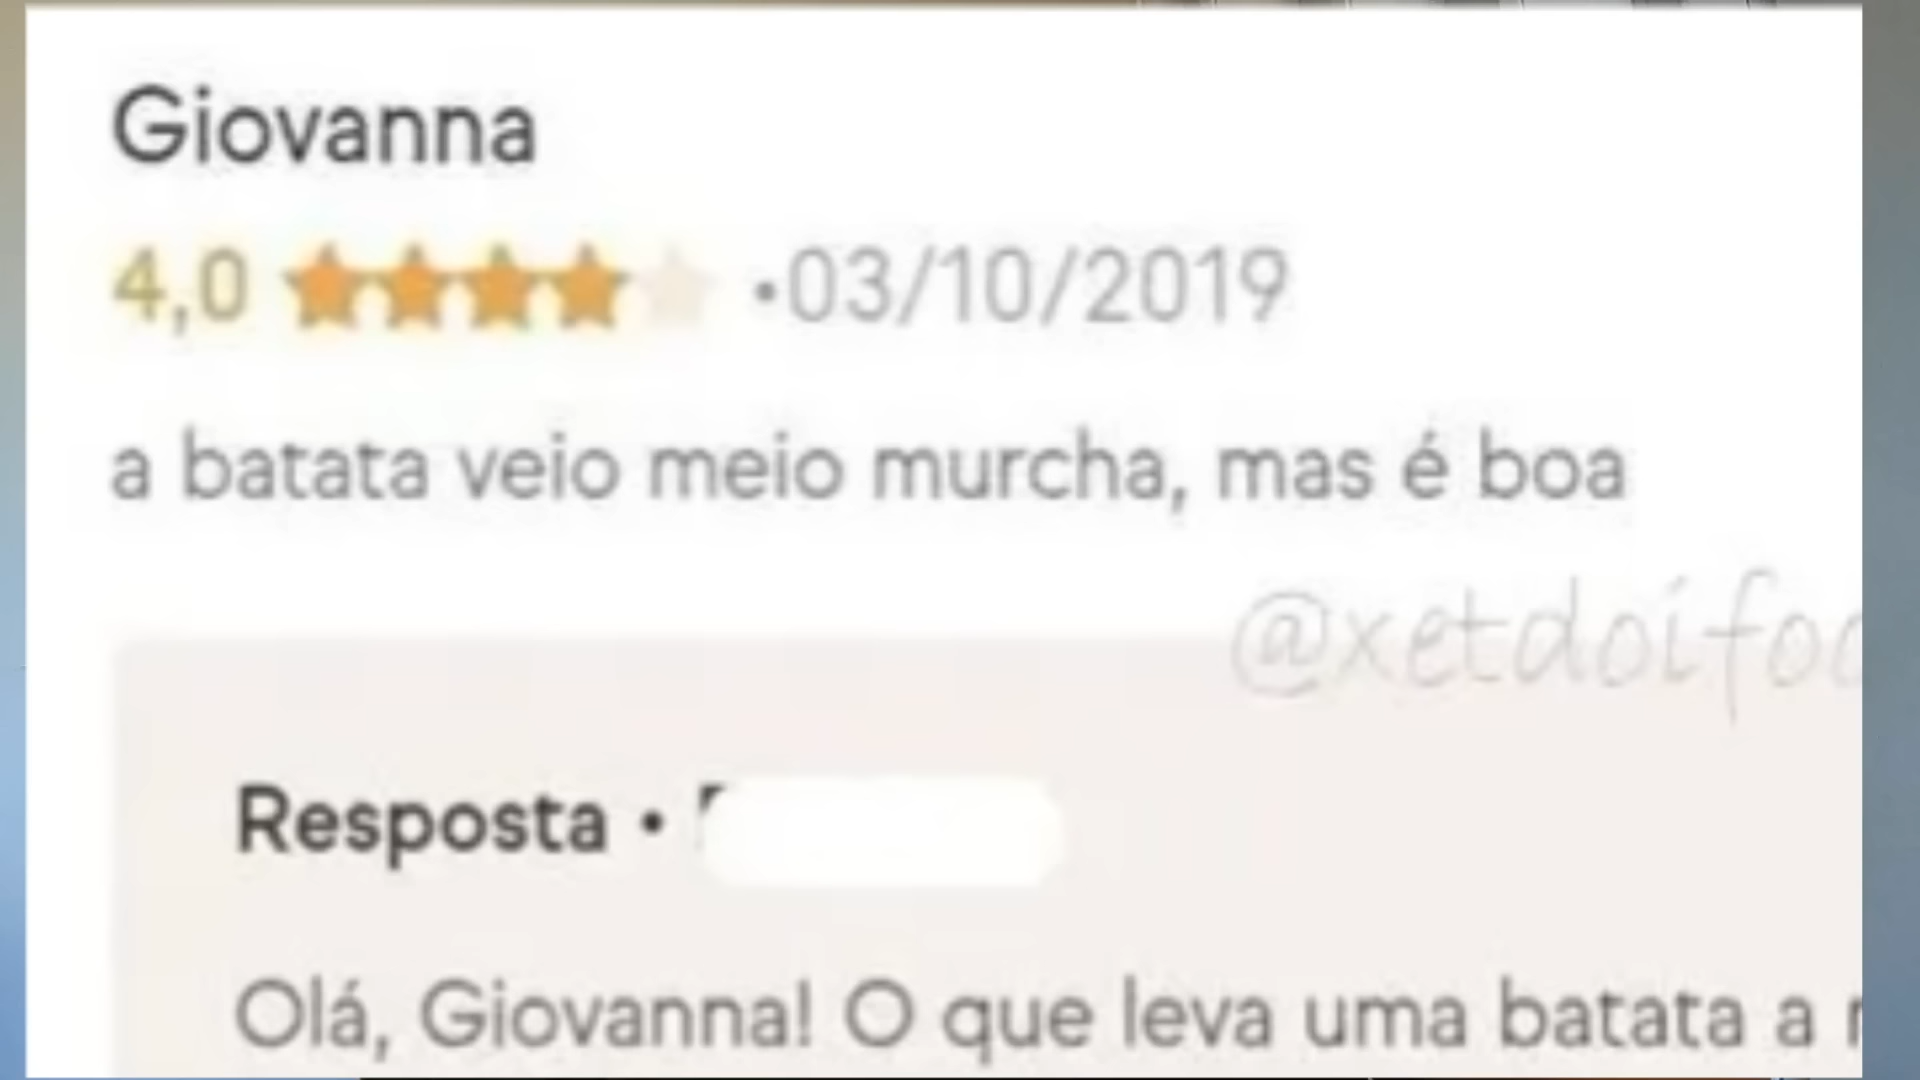 Giovanna
4,0 •03/10/2019
a batata veio meio murcha, mas é boa
@xetdoifoo
Resposta •
Olá, Giovanna! O que leva uma batata a